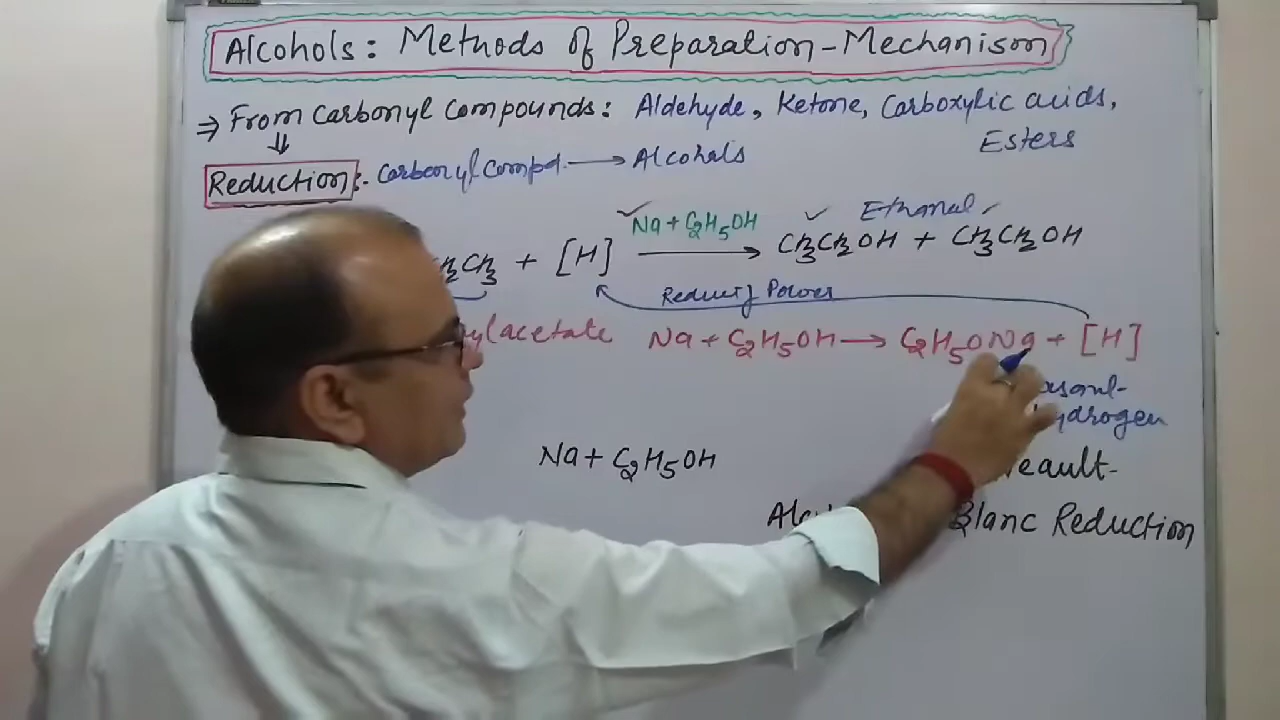 Alcohols: Methods of Preparation-Mechanism
⇒ From Carbonyl Compounds: Aldehyde, Ketone, Carboxylic acids,
Esters
⇓
Reduction:- Carbonyl Compd. ⟶ Alcohols
✓Na + C2H5OH ✓ Ethanol
CH3 + [H] ⟶ CH3CH2OH + CH3CH2OH
Power
Na + C2H5OH ⟶ C2H5ONa + [H]
Na + C2H5OH
Blanc Reduction